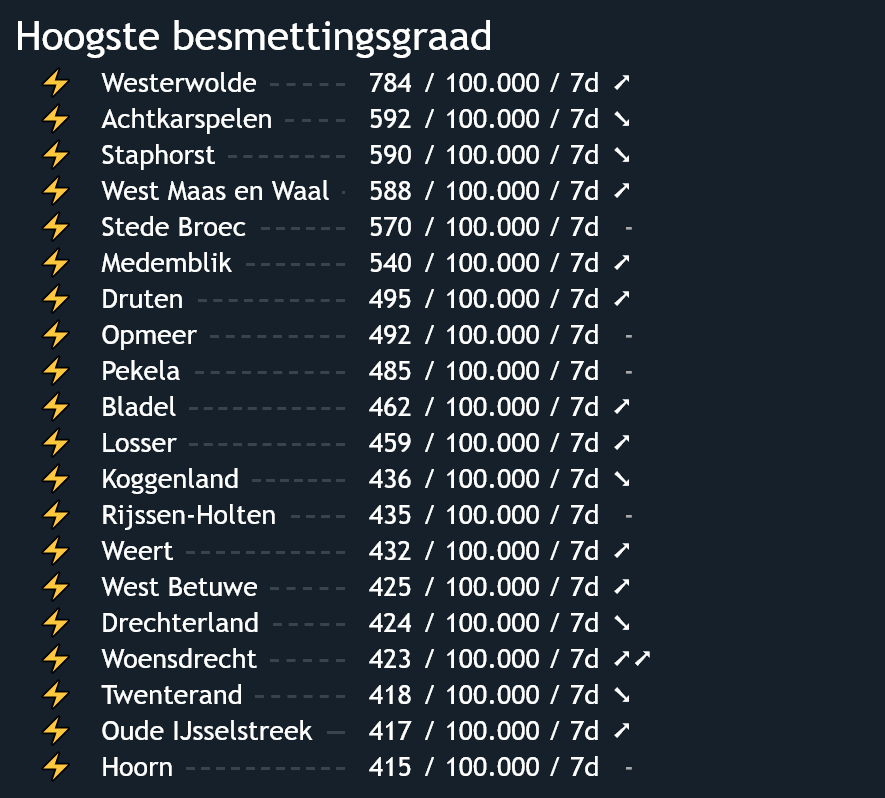 Hoogste besmettingsgraad
⚡ Westerwolde ------ 784 / 100.000 / 7d ➚
⚡ Achtkarspelen ---- 592 / 100.000 / 7d ➘
⚡ Staphorst -------- 590 / 100.000 / 7d ➘
⚡ West Maas en Waal - 588 / 100.000 / 7d ➚
⚡ Stede Broec ------ 570 / 100.000 / 7d -
⚡ Medemblik ------- 540 / 100.000 / 7d ➚
⚡ Druten ---------- 495 / 100.000 / 7d ➚
⚡ Opmeer --------- 492 / 100.000 / 7d -
⚡ Pekela ---------- 485 / 100.000 / 7d -
⚡ Bladel ---------- 462 / 100.000 / 7d ➚
⚡ Losser ---------- 459 / 100.000 / 7d ➚
⚡ Koggenland ------- 436 / 100.000 / 7d ➘
⚡ Rijssen-Holten ---- 435 / 100.000 / 7d -
⚡ Weert ----------- 432 / 100.000 / 7d ➚
⚡ West Betuwe ------ 425 / 100.000 / 7d ➚
⚡ Drechterland ----- 424 / 100.000 / 7d ➘
⚡ Woensdrecht ------ 423 / 100.000 / 7d ➚➚
⚡ Twenterand ------- 418 / 100.000 / 7d ➘
⚡ Oude IJsselstreek -- 417 / 100.000 / 7d ➚
⚡ Hoorn ----------- 415 / 100.000 / 7d -